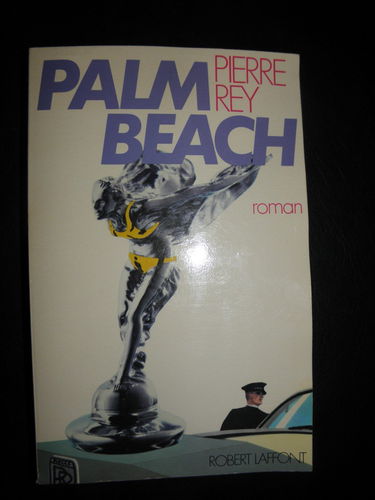 PALM
BEACH
PIERRE
REY
roman
ROBERT LAFFONT